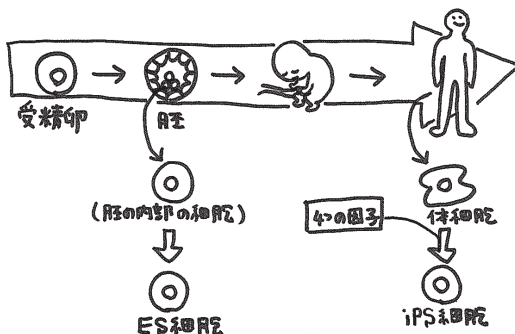 受精卵
胚
(胚の内部の細胞)
ES細胞
4つの因子
体細胞
iPS細胞